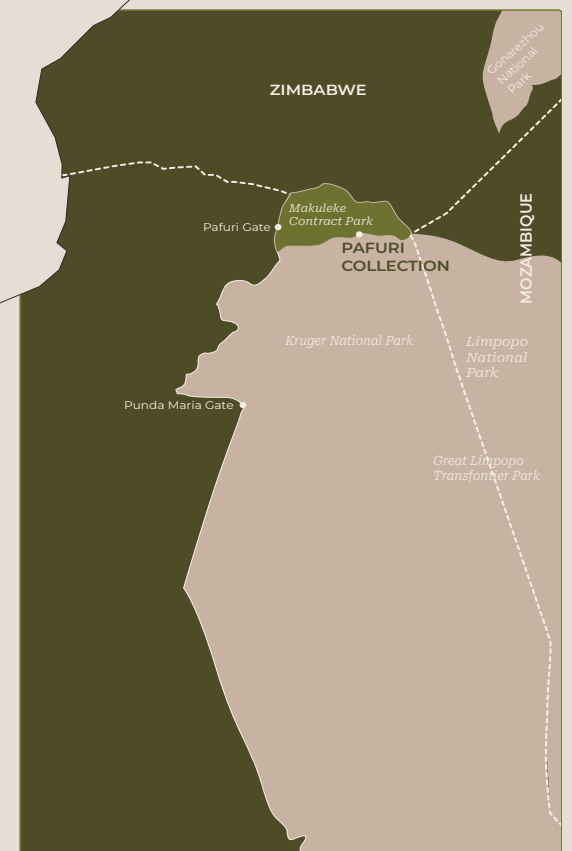 Gonarezhou
National
Park
ZIMBABWE
MOZAMBIQUE
Makuleke
Contract Park
Pafuri Gate
PAFURI
COLLECTION
Kruger National Park
Limpopo
National
Park
Punda Maria Gate
Great Limpopo
Transfontier Park